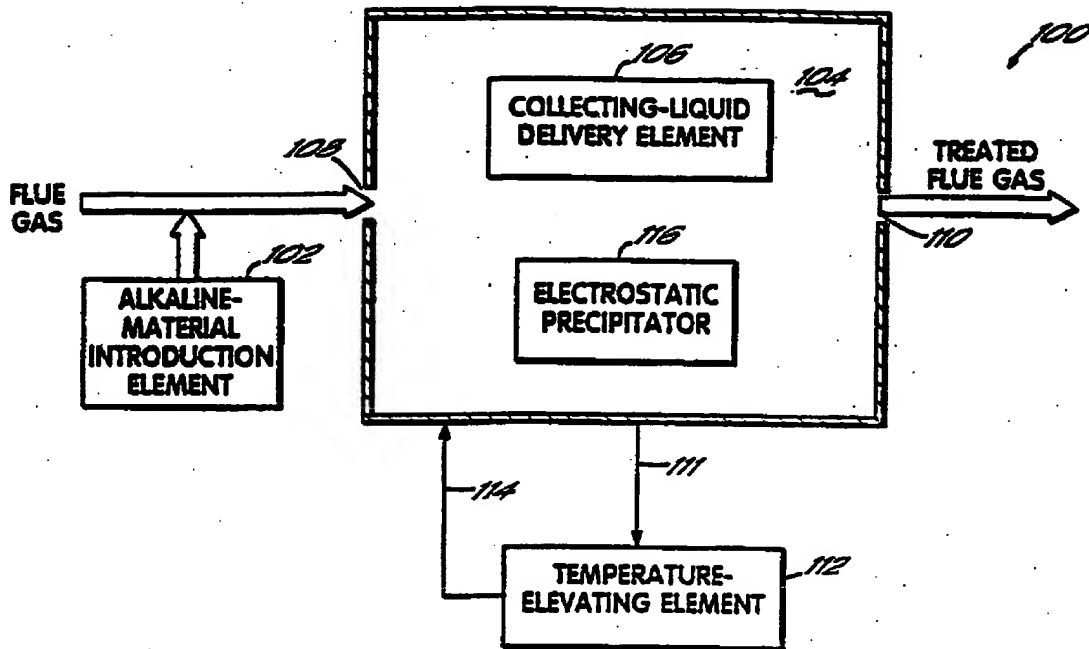 100
106
104
COLLECTING-LIQUID
DELIVERY ELEMENT
108
FLUE
GAS
TREATED
FLUE GAS
110
102
116
ALKALINE-
MATERIAL
INTRODUCTION
ELEMENT
ELECTROSTATIC
PRECIPITATOR
111
114
112
TEMPERATURE-
ELEVATING ELEMENT